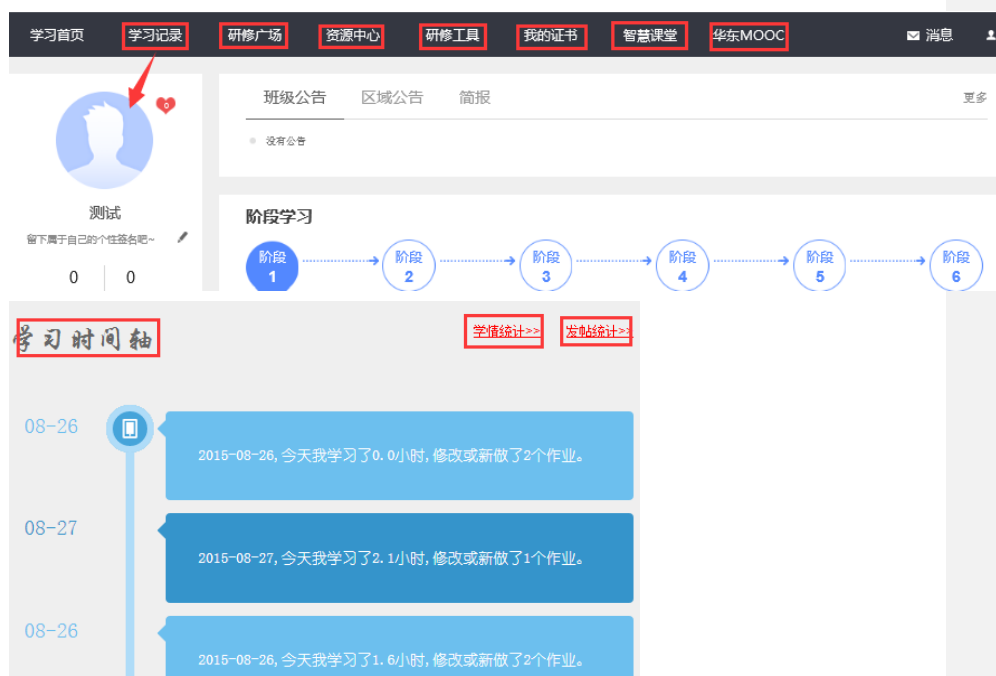 学习首页 学习记录 研修广场 资源中心 研修工具 我的证书 智慧课堂 华东MOOC 消息
班级公告 区域公告 简报 更多
0
没有公告
测试
留下属于自己的个性签名吧~
0 0
阶段学习
阶段 阶段 阶段 阶段 阶段 阶段
1 2 3 4 5 6
学习时间轴 学情统计>> 发帖统计>>
08-26
2015-08-26,今天我学习了0.0小时,修改或新做了2个作业。
08-27
2015-08-27,今天我学习了2.1小时,修改或新做了1个作业。
08-26
2015-08-26,今天我学习了1.6小时,修改或新做了2个作业。